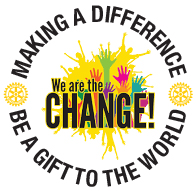 MAKING A DIFFERENCE
We are the
CHANGE!
BE A GIFT TO THE WORLD